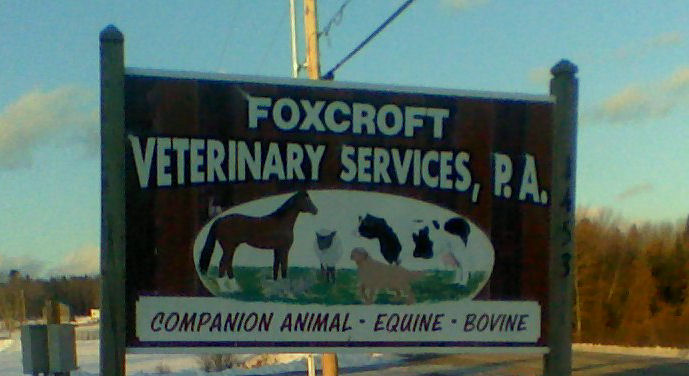 FOXCROFT
VETERINARY SERVICES, P.A.
COMPANION ANIMAL · EQUINE · BOVINE